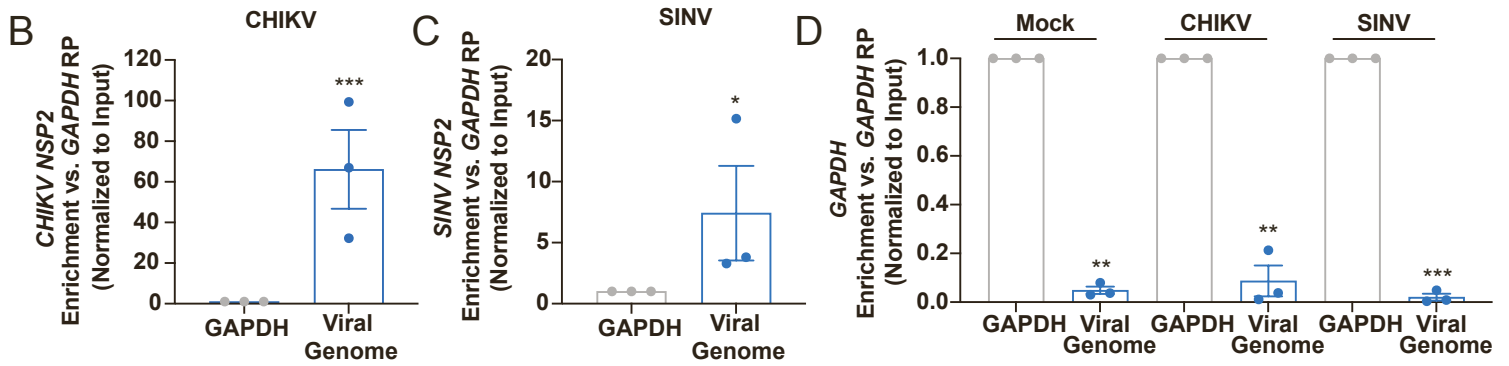 B
CHIKV
CHIKV NSP2
Enrichment vs. GAPDH RP
(Normalized to Input)
120
100
80
60
40
20
0
***
GAPDH
Viral
Genome
C
SINV
SINV NSP2
Enrichment vs. GAPDH RP
(Normalized to Input)
20
15
10
5
0
*
GAPDH
Viral
Genome
D
Mock
CHIKV
SINV
GAPDH
Enrichment vs. GAPDH RP
(Normalized to Input)
1.0
0.8
0.6
0.4
0.2
0.0
**
**
***
GAPDH
Viral
Genome
GAPDH
Viral
Genome
GAPDH
Viral
Genome